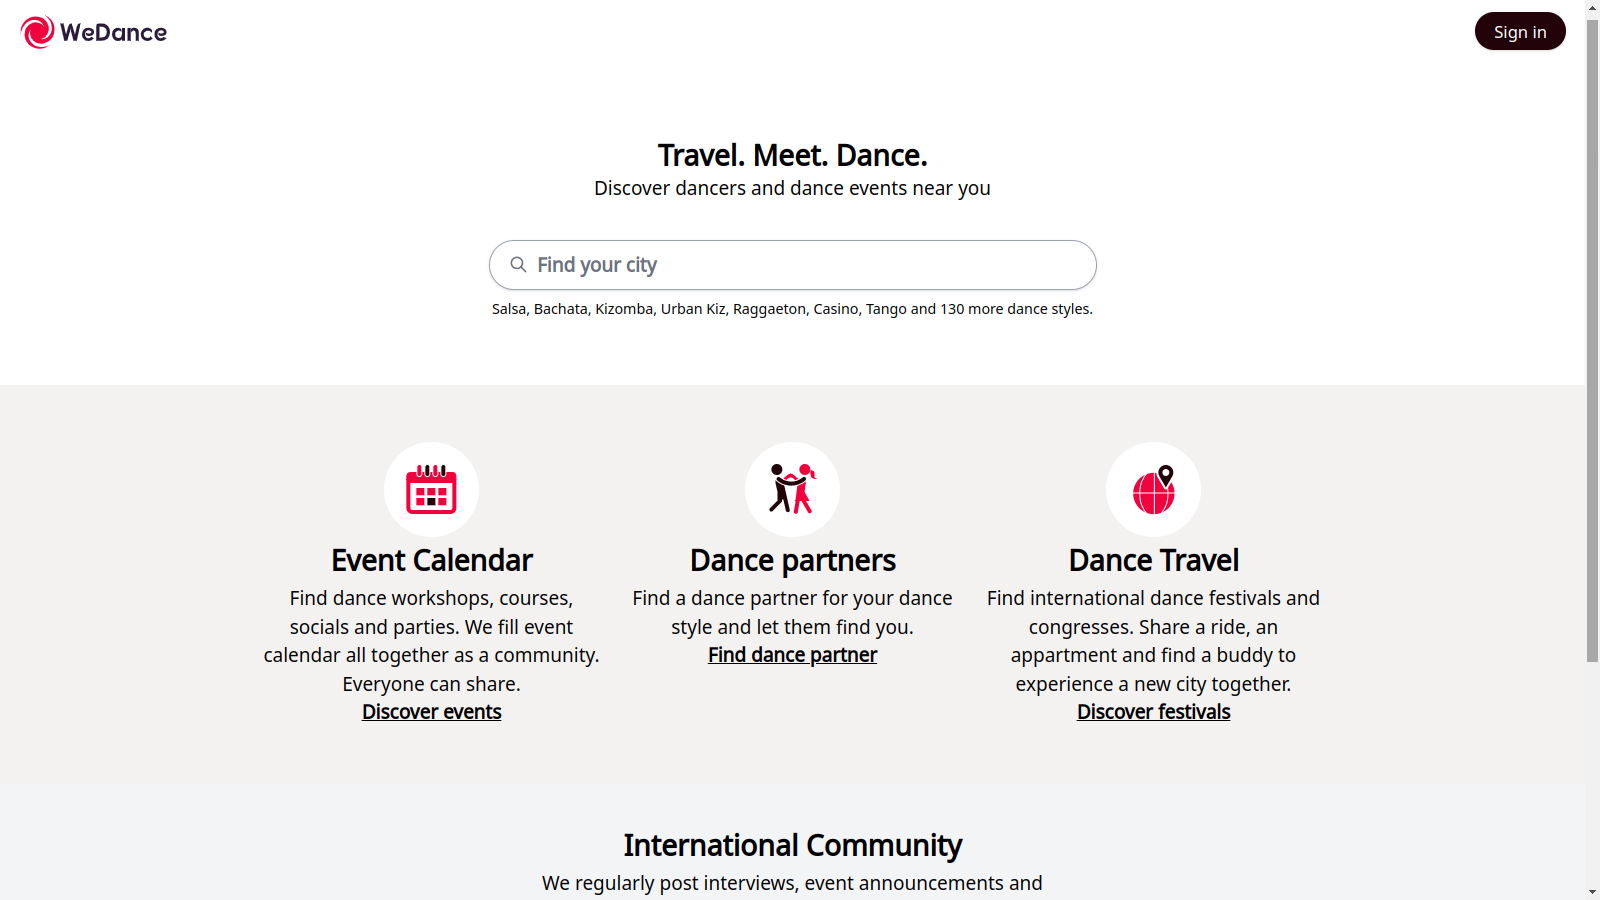 WeDance
Sign in
Travel. Meet. Dance.
Discover dancers and dance events near you
Find your city
Salsa, Bachata, Kizomba, Urban Kiz, Raggaeton, Casino, Tango and 130 more dance styles.
Event Calendar
Find dance workshops, courses,
socials and parties. We fill event
calendar all together as a community.
Everyone can share.
Discover events
Dance partners
Find a dance partner for your dance
style and let them find you.
Find dance partner
Dance Travel
Find international dance festivals and
congresses. Share a ride, an
appartment and find a buddy to
experience a new city together.
Discover festivals
International Community
We regularly post interviews, event announcements and